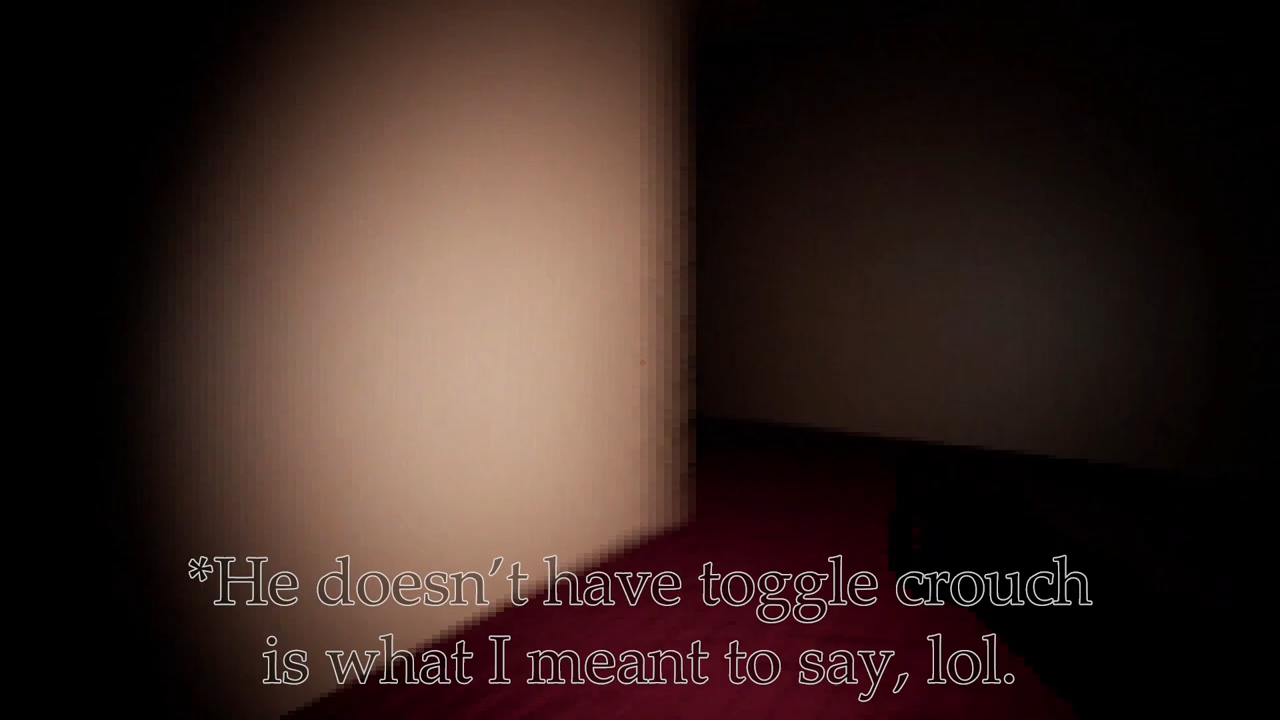 *He doesn’t have toggle crouch
is what I meant to say, lol.